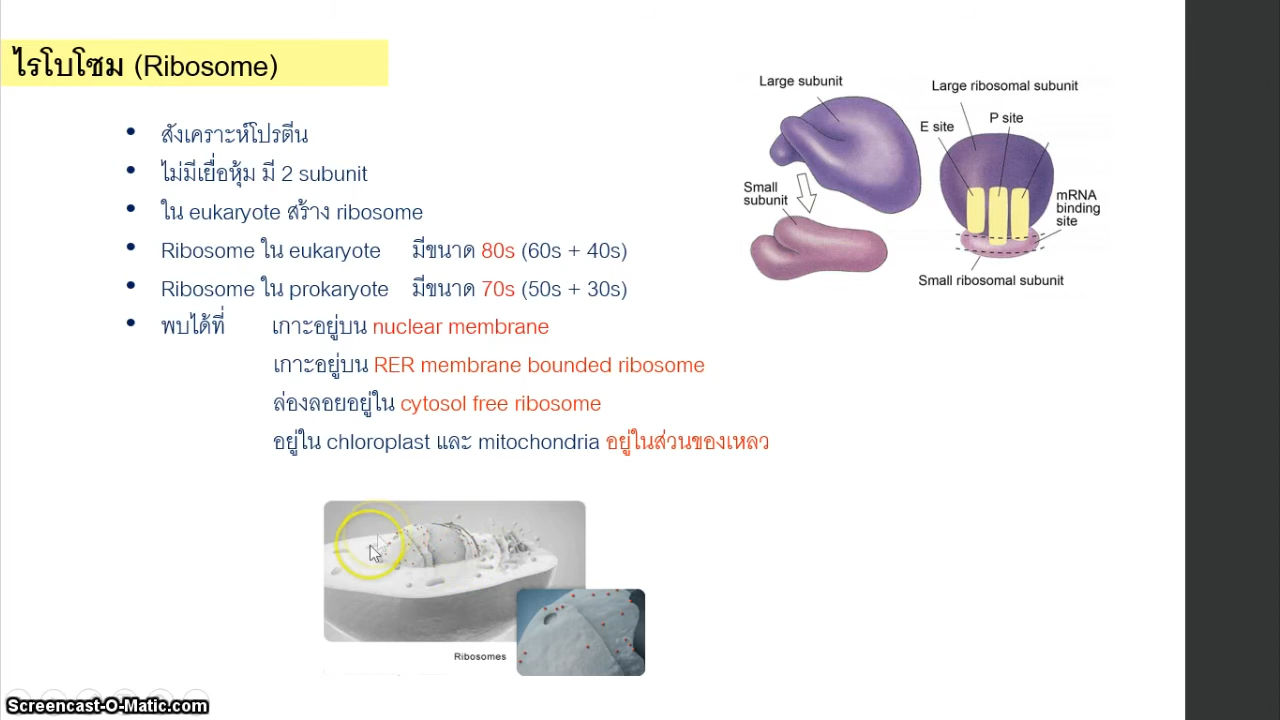 ไรโบโซม (Ribosome)
• สังเคราะห์โปรตีน
• ไม่มีเยื่อหุ้ม มี 2 subunit
• ใน eukaryote สร้าง ribosome
• Ribosome ใน eukaryote มีขนาด 80s (60s + 40s)
• Ribosome ใน prokaryote มีขนาด 70s (50s + 30s)
• พบได้ที่ เกาะอยู่บน nuclear membrane
เกาะอยู่บน RER membrane bounded ribosome
ล่องลอยอยู่ใน cytosol free ribosome
อยู่ใน chloroplast และ mitochondria อยู่ในส่วนของเหลว
Large subunit
Small
subunit
Large ribosomal subunit
P site
E site
mRNA
binding
site
Small ribosomal subunit
Ribosomes
Screencast-O-Matic.com